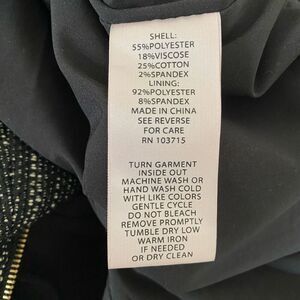 SHELL:
55%POLYESTER
18%VISCOSE
25%COTTON
2%SPANDEX
LINING:
92%POLYESTER
8%SPANDEX
MADE IN CHINA
SEE REVERSE
FOR CARE
RN 103715
TURN GARMENT
INSIDE OUT
MACHINE WASH OR
HAND WASH COLD
WITH LIKE COLORS
GENTLE CYCLE
DO NOT BLEACH
REMOVE PROMPTLY
TUMBLE DRY LOW
WARM IRON
IF NEEDED
OR DRY CLEAN